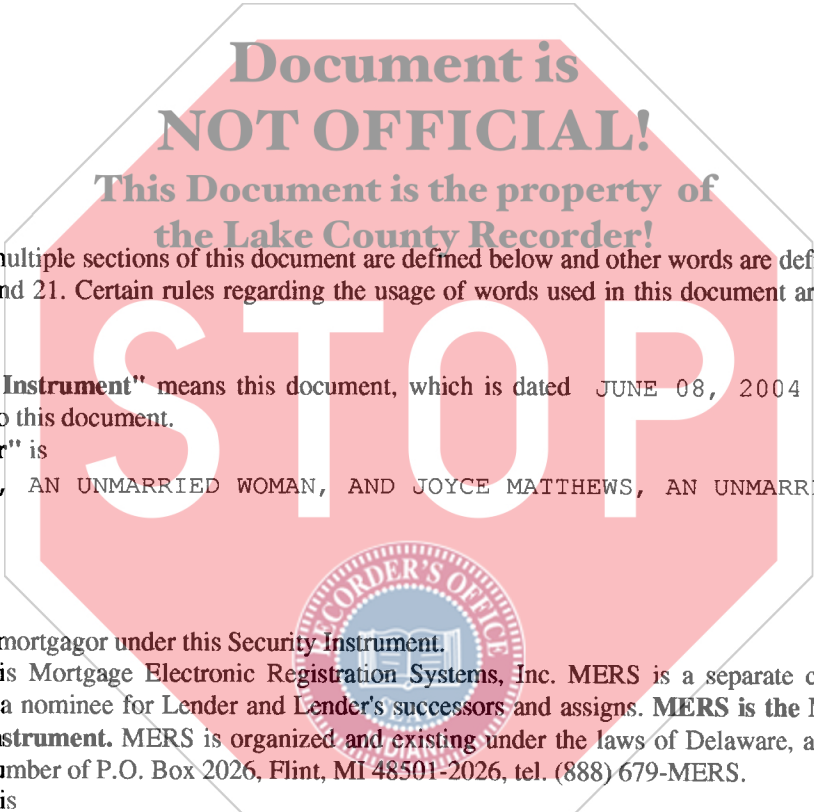 Document is
NOT OFFICIAL!
This Document is the property of
the Lake County Recorder!
ultiple sections of this document are defined below and other words are def
nd 21. Certain rules regarding the usage of words used in this document ar
STOP
Instrument" means this document, which is dated JUNE 08, 2004
o this document.
r" is
, AN UNMARRIED WOMAN, AND JOYCE MATTHEWS, AN UNMARRI
RECORDER'S OFFICE
mortgagor under this Security Instrument.
is Mortgage Electronic Registration Systems, Inc. MERS is a separate c
a nominee for Lender and Lender's successors and assigns. MERS is the M
strument. MERS is organized and existing under the laws of Delaware, a
umber of P.O. Box 2026, Flint, MI 48501-2026, tel. (888) 679-MERS.
is